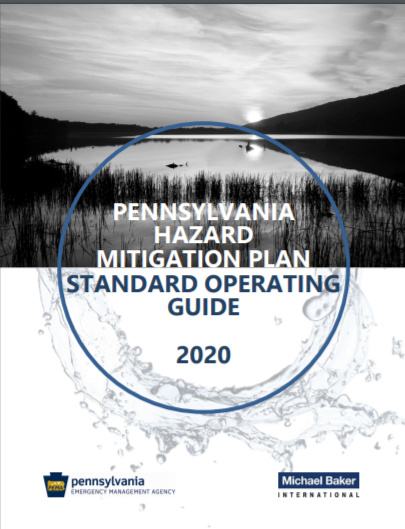 PENNSYLVANIA
HAZARD
MITIGATION PLAN
STANDARD OPERATING
GUIDE
2020
pennsylvania
EMERGENCY MANAGEMENT AGENCY
Michael Baker
INTERNATIONAL